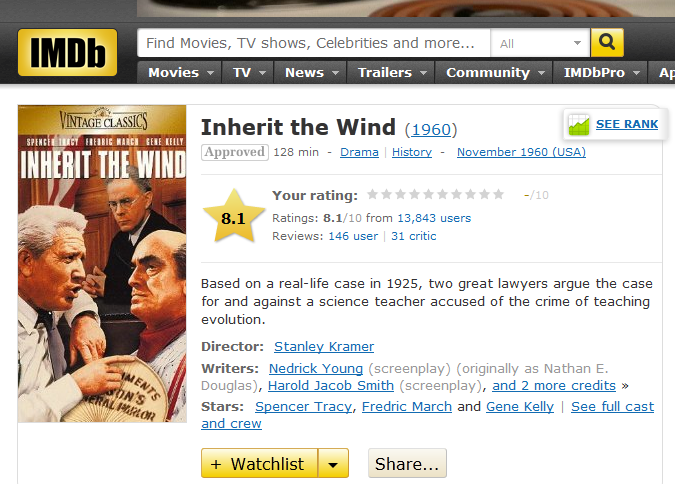 IMDb
Find Movies, TV shows, Celebrities and more...
All
Movies
TV
News
Trailers
Community
IMDbPro
VINTAGE CLASSICS
SPENCER TRACY FREDRIC MARCH GENE KELLY
INHERIT THE WIND
Inherit the Wind (1960)
SEE RANK
Approved 128 min - Drama | History - November 1960 (USA)
8.1
Your rating: -/10
Ratings: 8.1/10 from 13,843 users
Reviews: 146 user | 31 critic
Based on a real-life case in 1925, two great lawyers argue the case
for and against a science teacher accused of the crime of teaching
evolution.
Director: Stanley Kramer
Writers: Nedrick Young (screenplay) (originally as Nathan E.
Douglas), Harold Jacob Smith (screenplay), and 2 more credits »
Stars: Spencer Tracy, Fredric March and Gene Kelly | See full cast
and crew
+ Watchlist
Share...